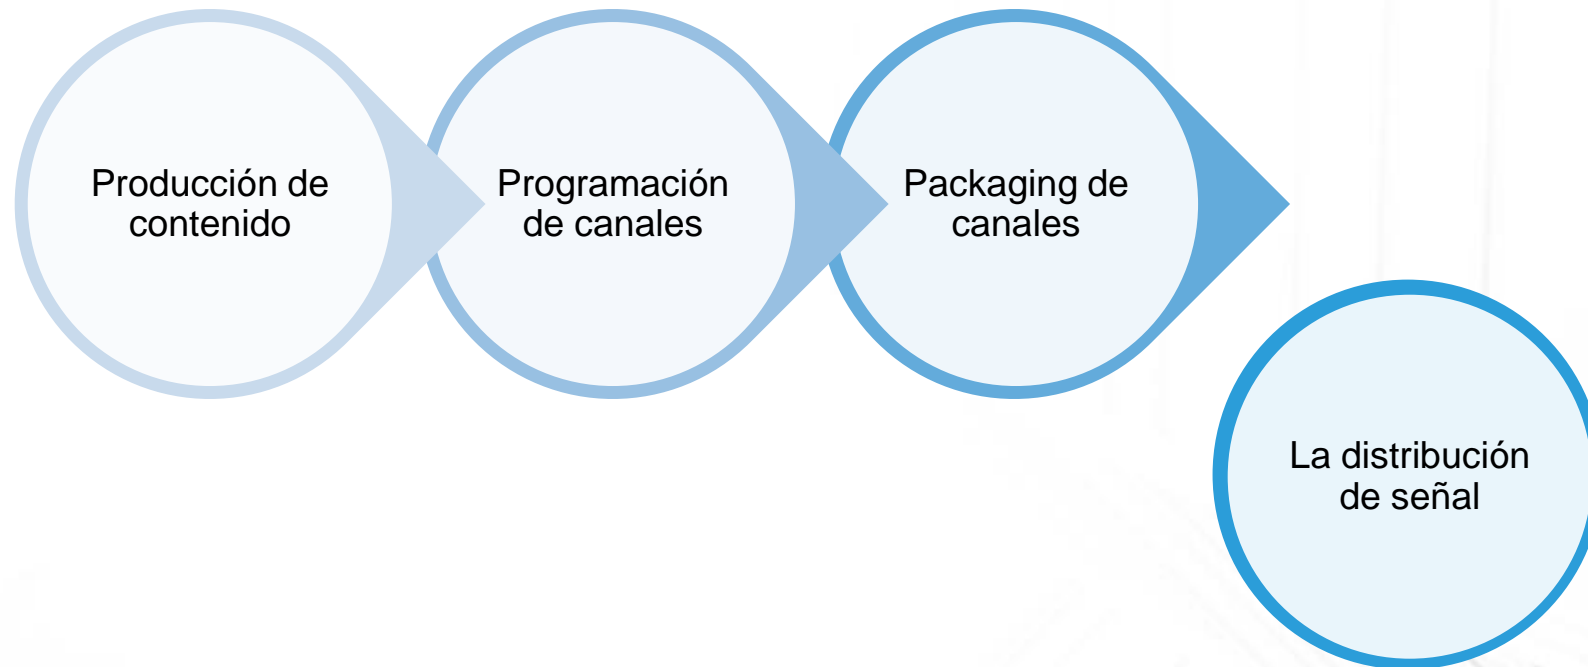 Producción de
contenido
Programación
de canales
Packaging de
canales
La distribución
de señal